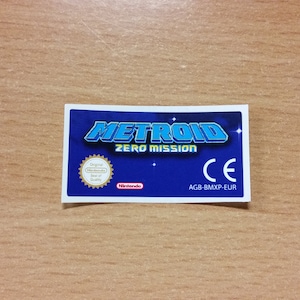 METROID
ZERO MISSION
Nintendo
CE
AGB-BMXP-EUR